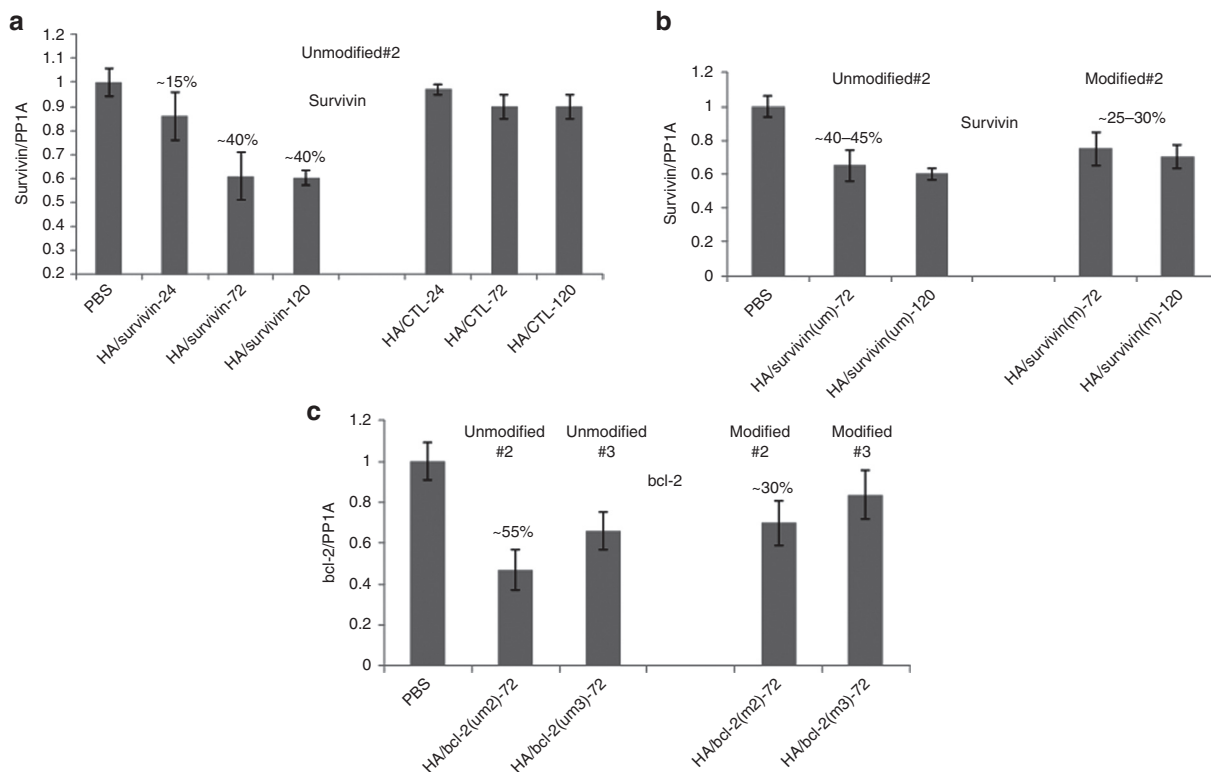 a
Survivin/PP1A
1.2
1.1
1
0.9
0.8
0.7
0.6
0.5
0.4
0.3
0.2
Unmodified#2
Survivin
~15%
~40%
~40%
PBS
HA/survivin-24
HA/survivin-72
HA/survivin-120
HA/CTL-24
HA/CTL-72
HA/CTL-120
b
Survivin/PP1A
1.2
1
0.8
0.6
0.4
0.2
0
Unmodified#2
Modified#2
Survivin
~40–45%
~25–30%
PBS
HA/survivin(um)-72
HA/survivin(um)-120
HA/survivin(m)-72
HA/survivin(m)-120
c
bcl-2/PP1A
1.2
1
0.8
0.6
0.4
0.2
0
Unmodified
#2
Unmodified
#3
Modified
#2
Modified
#3
bcl-2
~55%
~30%
PBS
HA/bcl-2(um2)-72
HA/bcl-2(um3)-72
HA/bcl-2(m2)-72
HA/bcl-2(m3)-72